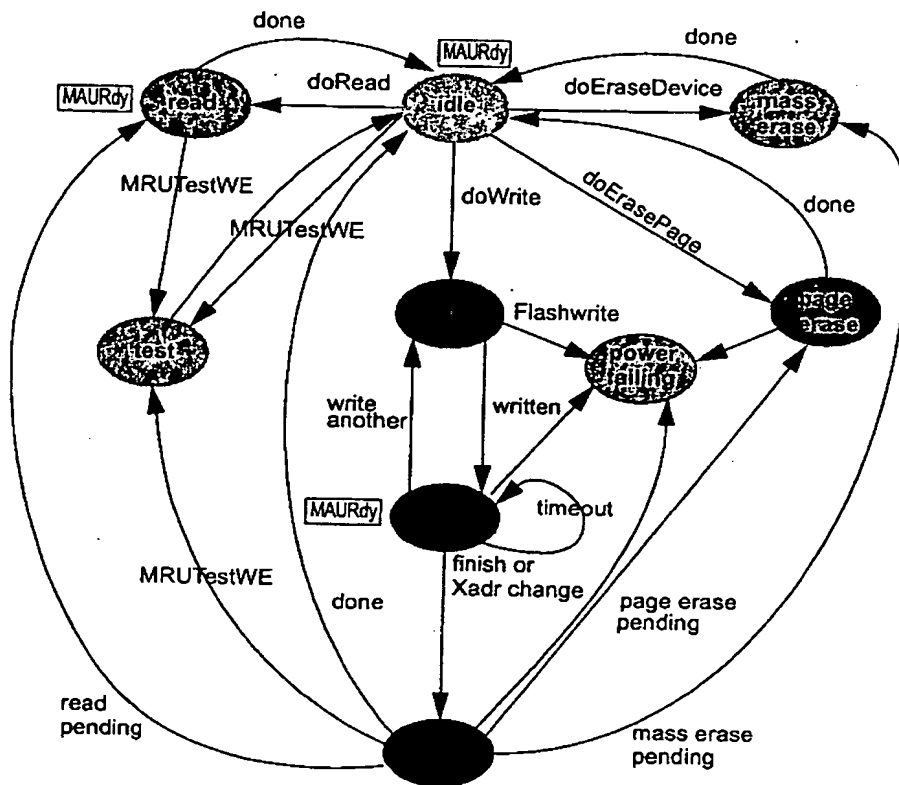 done
MAURdy
done
MAURdy
read
doRead
idle
doEraseDevice
mass
erase
MRUTestWE
MRUTestWE
doWrite
doErasePage
done
test
Flashwrite
page
erase
power
failing
write
another
written
MAURdy
timeout
MRUTestWE
done
finish or
Xadr change
page erase
pending
read
pending
mass erase
pending